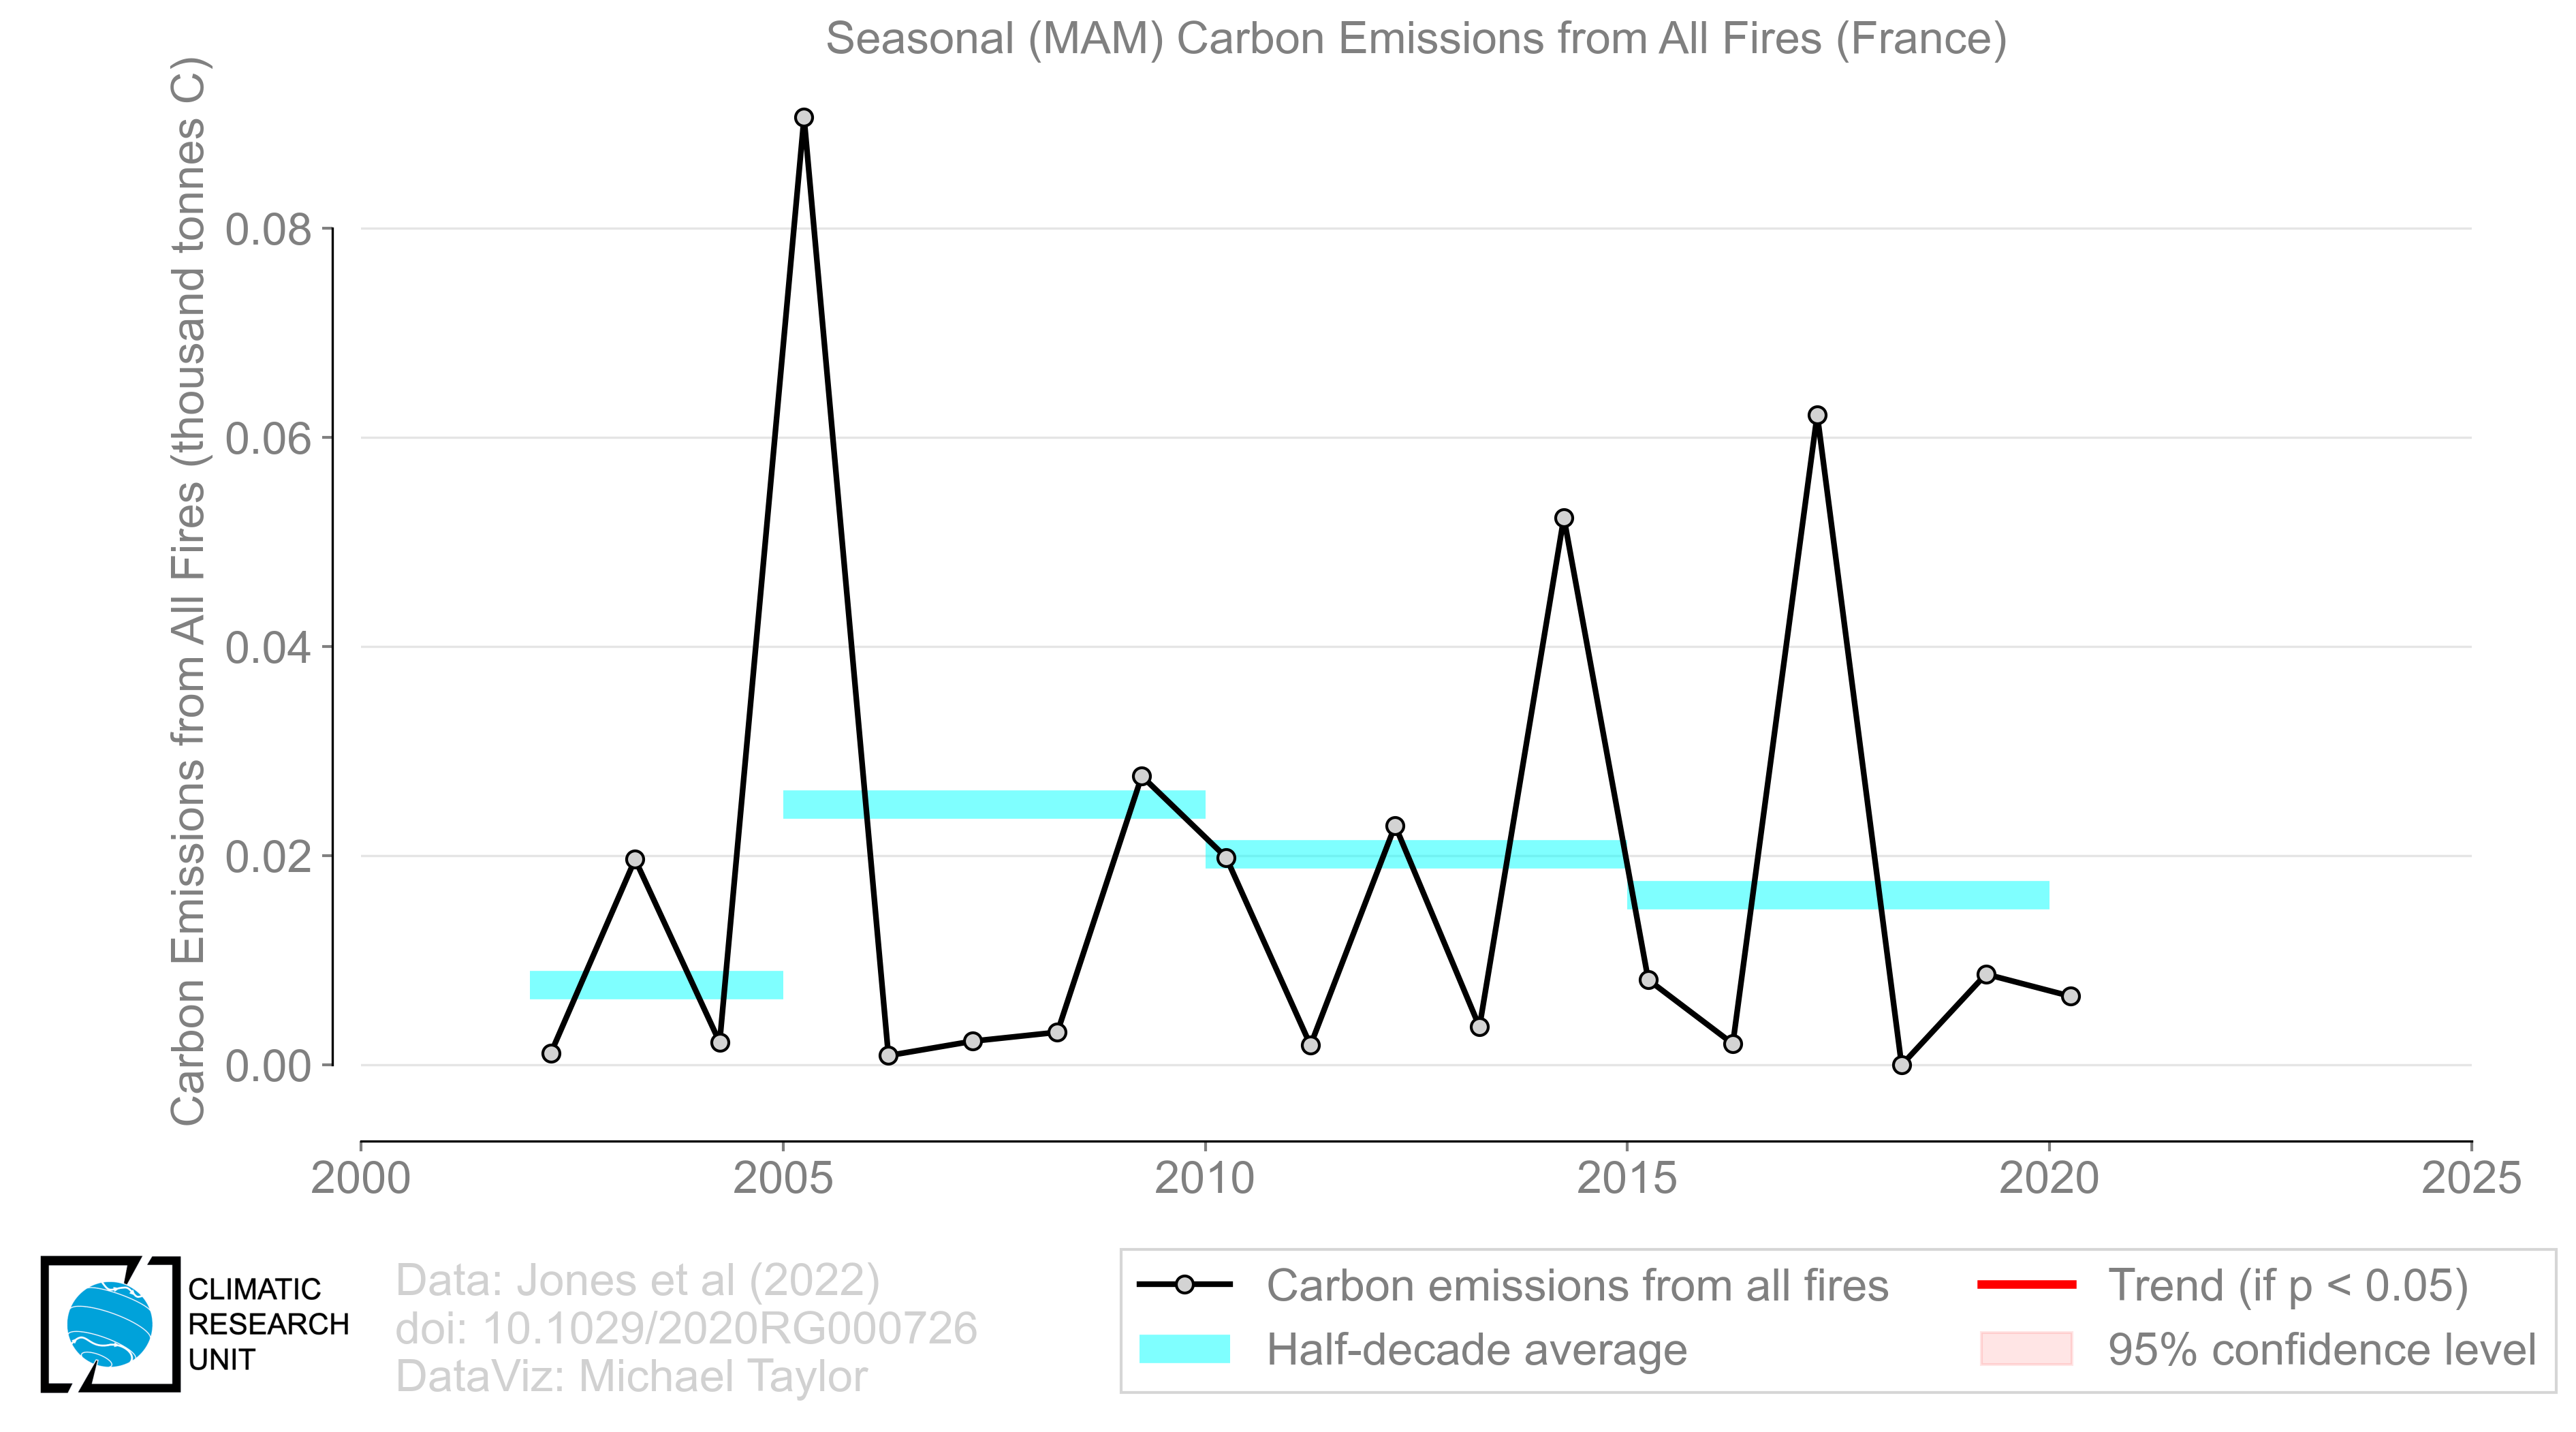 Seasonal (MAM) Carbon Emissions from All Fires (France)
Carbon Emissions from All Fires (thousand tonnes C)
0.08
0.06
0.04
0.02
0.00
2000 2005 2010 2015 2020 2025
CLIMATIC
RESEARCH
UNIT
Data: Jones et al (2022)
doi: 10.1029/2020RG000726
DataViz: Michael Taylor
Carbon emissions from all fires
Half-decade average
Trend (if p < 0.05)
95% confidence level